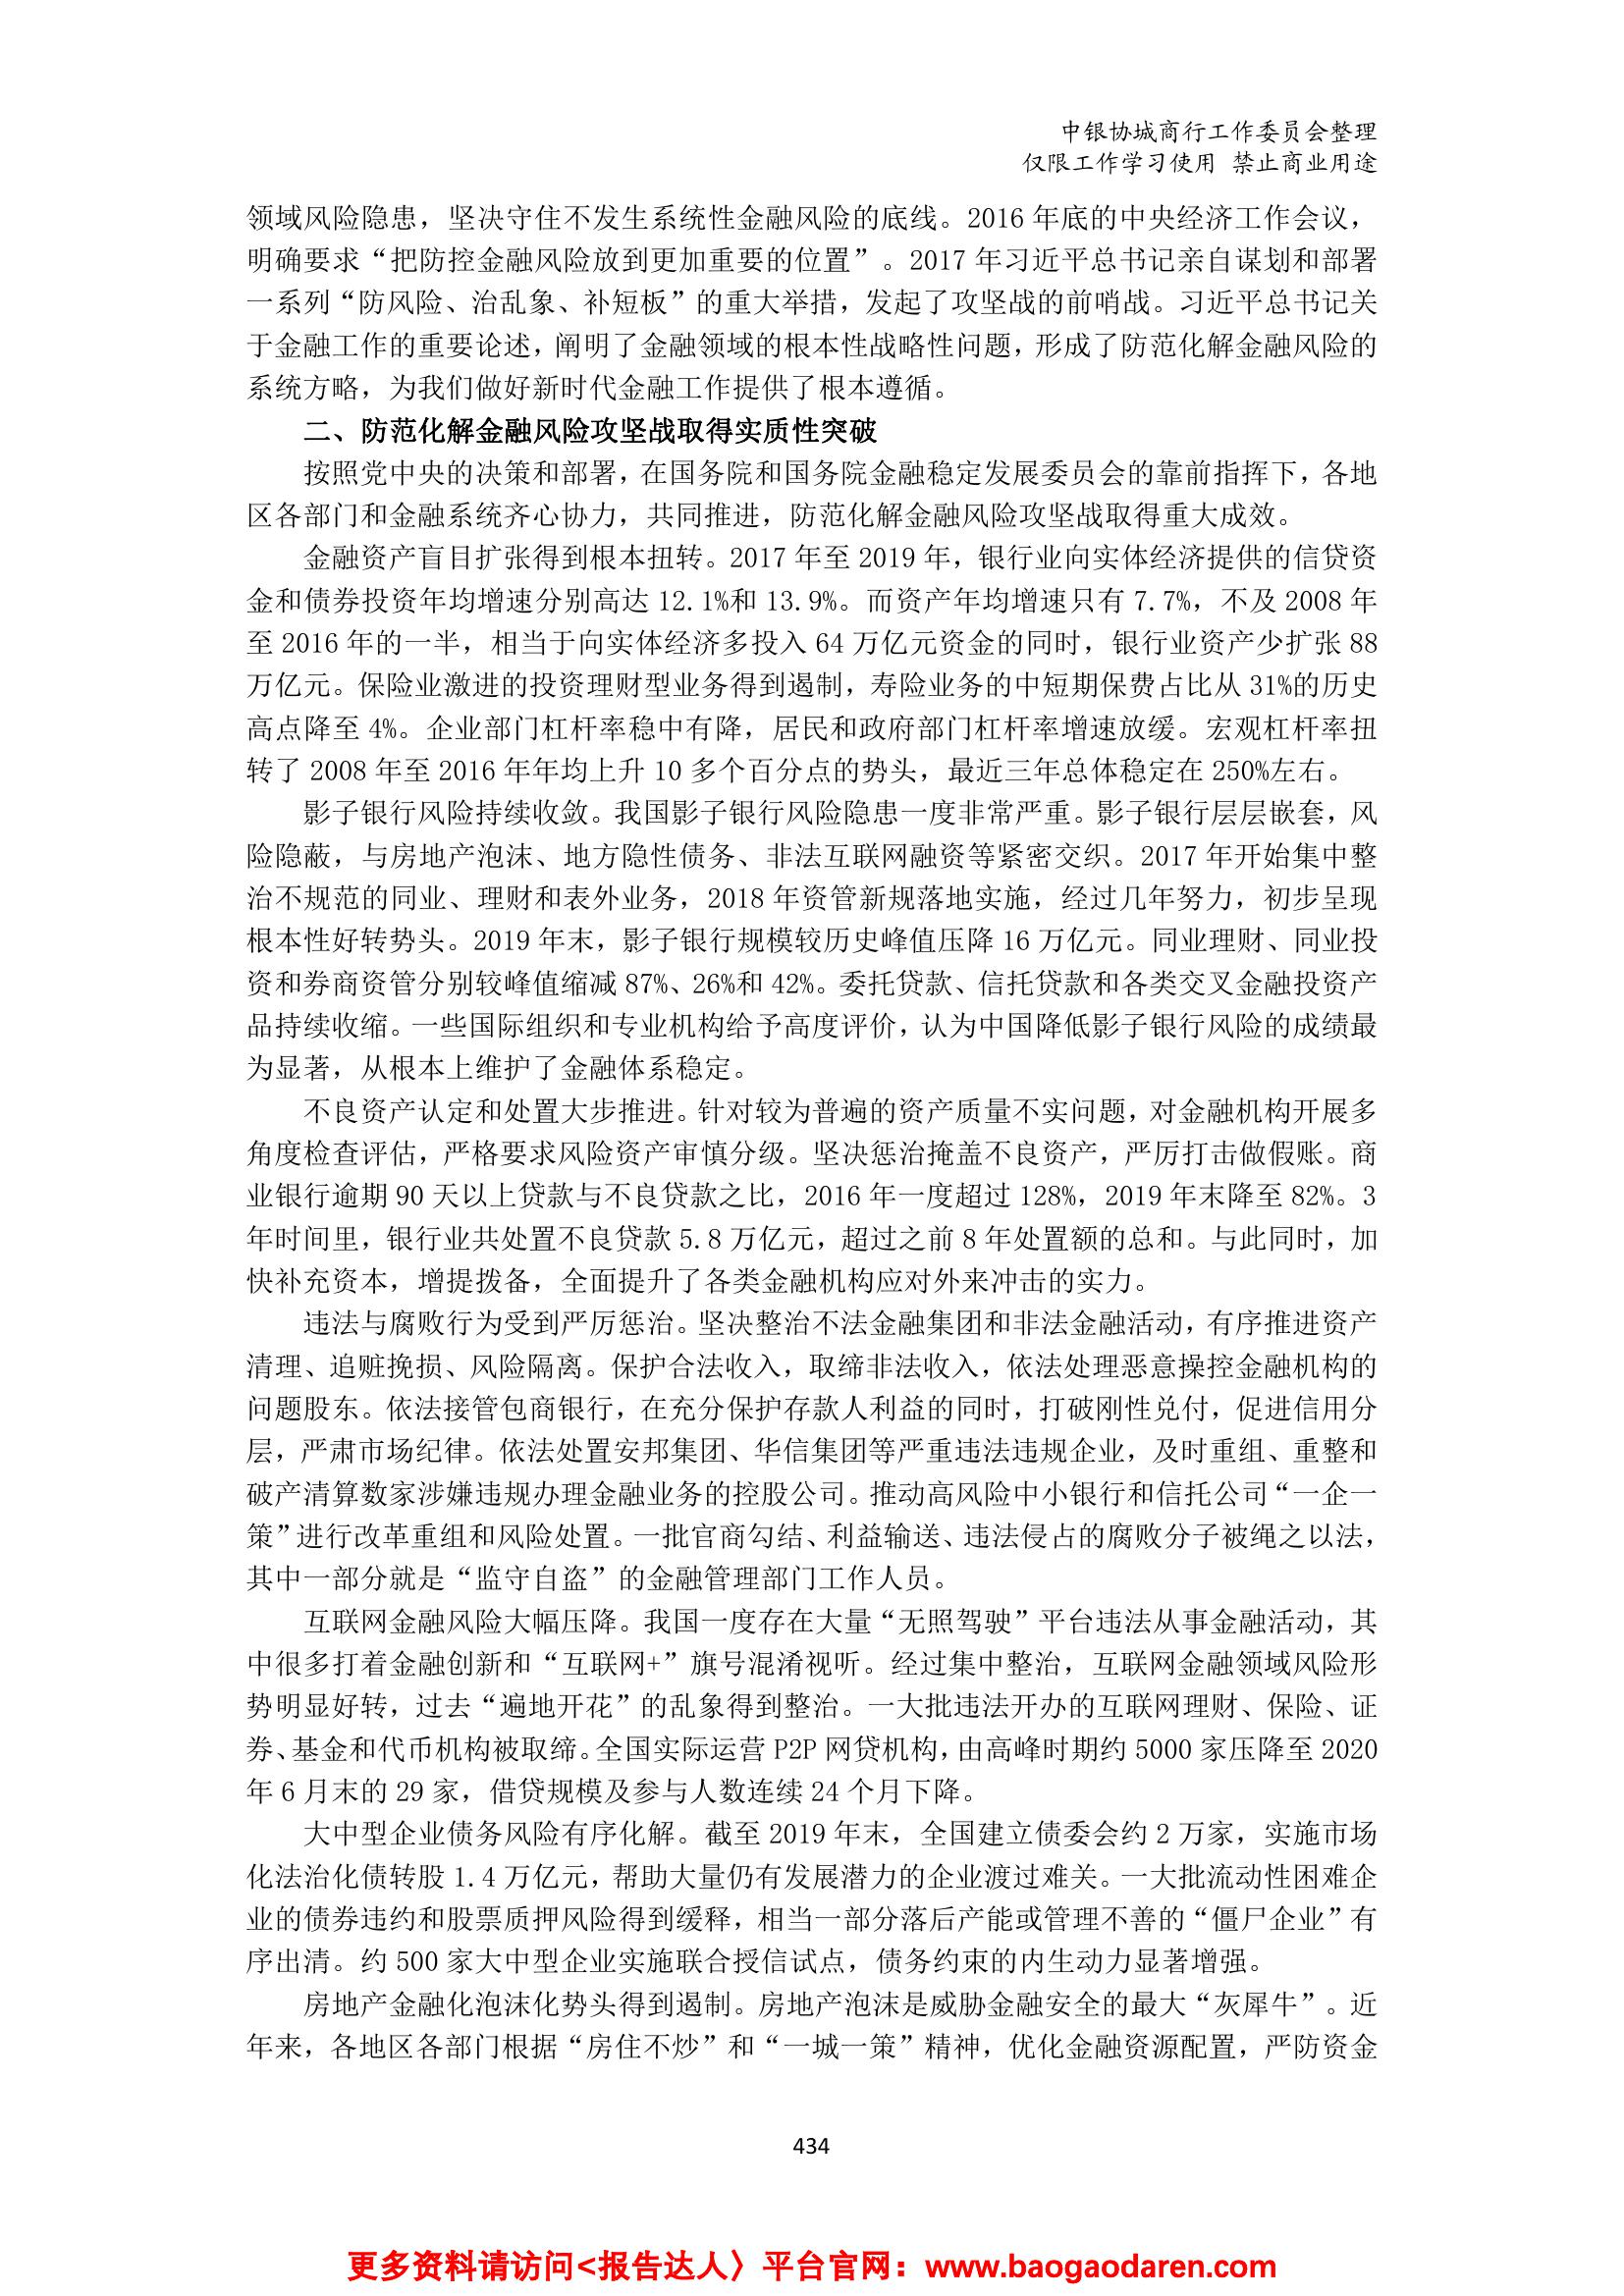 中银协城商行工作委员会整理
仅限工作学习使用 禁止商业用途
领域风险隐患，坚决守住不发生系统性金融风险的底线。2016 年底的中央经济工作会议，
明确要求“把防控金融风险放到更加重要的位置”。2017 年习近平总书记亲自谋划和部署
一系列“防风险、治乱象、补短板”的重大举措，发起了攻坚战的前哨战。习近平总书记关
于金融工作的重要论述，阐明了金融领域的根本性战略性问题，形成了防范化解金融风险的
系统方略，为我们做好新时代金融工作提供了根本遵循。
二、防范化解金融风险攻坚战取得实质性突破
按照党中央的决策和部署，在国务院和国务院金融稳定发展委员会的靠前指挥下，各地
区各部门和金融系统齐心协力，共同推进，防范化解金融风险攻坚战取得重大成效。
金融资产盲目扩张得到根本扭转。2017 年至 2019 年，银行业向实体经济提供的信贷资
金和债券投资年均增速分别高达 12.1%和 13.9%。而资产年均增速只有 7.7%，不及 2008 年
至 2016 年的一半，相当于向实体经济多投入 64 万亿元资金的同时，银行业资产少扩张 88
万亿元。保险业激进的投资理财型业务得到遏制，寿险业务的中短期保费占比从 31%的历史
高点降至 4%。企业部门杠杆率稳中有降，居民和政府部门杠杆率增速放缓。宏观杠杆率扭
转了 2008 年至 2016 年年均上升 10 多个百分点的势头，最近三年总体稳定在 250%左右。
影子银行风险持续收敛。我国影子银行风险隐患一度非常严重。影子银行层层嵌套，风
险隐蔽，与房地产泡沫、地方隐性债务、非法互联网融资等紧密交织。2017 年开始集中整
治不规范的同业、理财和表外业务，2018 年资管新规落地实施，经过几年努力，初步呈现
根本性好转势头。2019 年末，影子银行规模较历史峰值压降 16 万亿元。同业理财、同业投
资和券商资管分别较峰值缩减 87%、26%和 42%。委托贷款、信托贷款和各类交叉金融投资产
品持续收缩。一些国际组织和专业机构给予高度评价，认为中国降低影子银行风险的成绩最
为显著，从根本上维护了金融体系稳定。
不良资产认定和处置大步推进。针对较为普遍的资产质量不实问题，对金融机构开展多
角度检查评估，严格要求风险资产审慎分级。坚决惩治掩盖不良资产，严厉打击做假账。商
业银行逾期 90 天以上贷款与不良贷款之比，2016 年一度超过 128%，2019 年末降至 82%。3
年时间里，银行业共处置不良贷款 5.8 万亿元，超过之前 8 年处置额的总和。与此同时，加
快补充资本，增提拨备，全面提升了各类金融机构应对外来冲击的实力。
违法与腐败行为受到严厉惩治。坚决整治不法金融集团和非法金融活动，有序推进资产
清理、追赃挽损、风险隔离。保护合法收入，取缔非法收入，依法处理恶意操控金融机构的
问题股东。依法接管包商银行，在充分保护存款人利益的同时，打破刚性兑付，促进信用分
层，严肃市场纪律。依法处置安邦集团、华信集团等严重违法违规企业，及时重组、重整和
破产清算数家涉嫌违规办理金融业务的控股公司。推动高风险中小银行和信托公司“一企一
策”进行改革重组和风险处置。一批官商勾结、利益输送、违法侵占的腐败分子被绳之以法，
其中一部分就是“监守自盗”的金融管理部门工作人员。
互联网金融风险大幅压降。我国一度存在大量“无照驾驶”平台违法从事金融活动，其
中很多打着金融创新和“互联网+”旗号混淆视听。经过集中整治，互联网金融领域风险形
势明显好转，过去“遍地开花”的乱象得到整治。一大批违法开办的互联网理财、保险、证
券、基金和代币机构被取缔。全国实际运营 P2P 网贷机构，由高峰时期约 5000 家压降至 2020
年 6 月末的 29 家，借贷规模及参与人数连续 24 个月下降。
大中型企业债务风险有序化解。截至 2019 年末，全国建立债委会约 2 万家，实施市场
化法治化债转股 1.4 万亿元，帮助大量仍有发展潜力的企业渡过难关。一大批流动性困难企
业的债券违约和股票质押风险得到缓释，相当一部分落后产能或管理不善的“僵尸企业”有
序出清。约 500 家大中型企业实施联合授信试点，债务约束的内生动力显著增强。
房地产金融化泡沫化势头得到遏制。房地产泡沫是威胁金融安全的最大“灰犀牛”。近
年来，各地区各部门根据“房住不炒”和“一城一策”精神，优化金融资源配置，严防资金
434
更多资料请访问<报告达人〉平台官网：www.baogaodaren.com